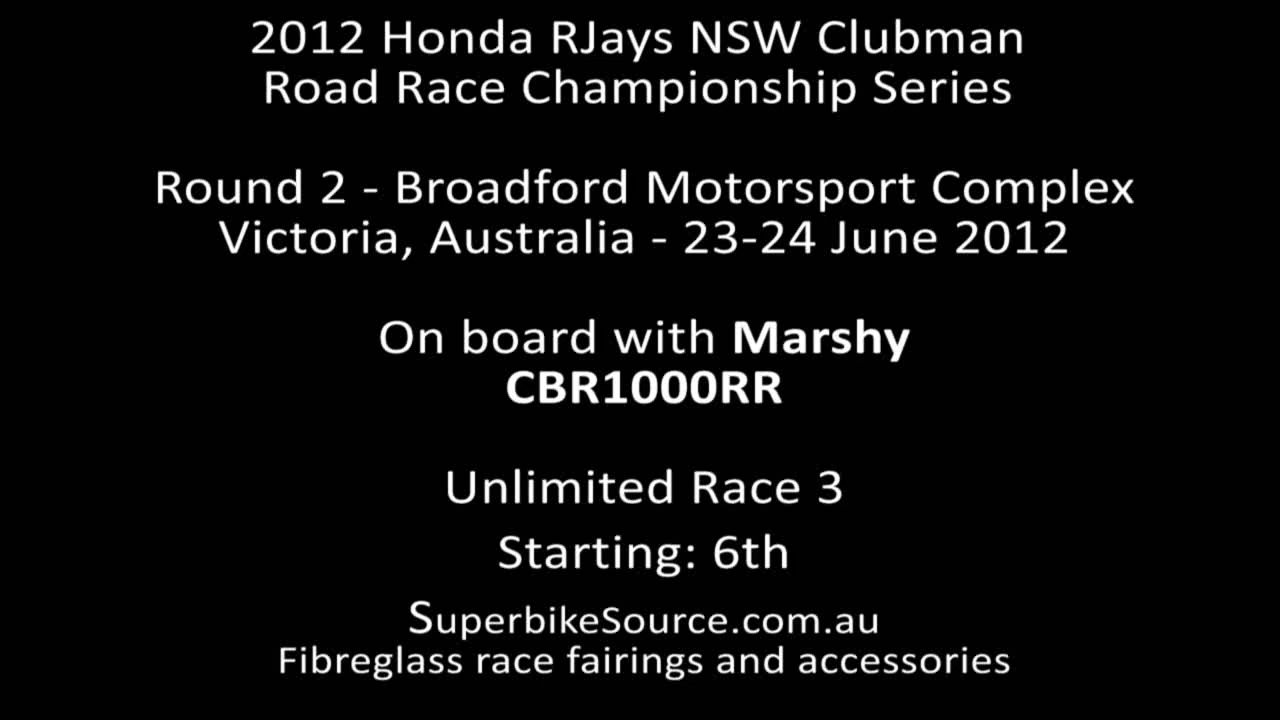 2012 Honda RJays NSW Clubman
Road Race Championship Series
Round 2 - Broadford Motorsport Complex
Victoria, Australia - 23-24 June 2012
On board with Marshy
CBR1000RR
Unlimited Race 3
Starting: 6th
SuperbikeSource.com.au
Fibreglass race fairings and accessories